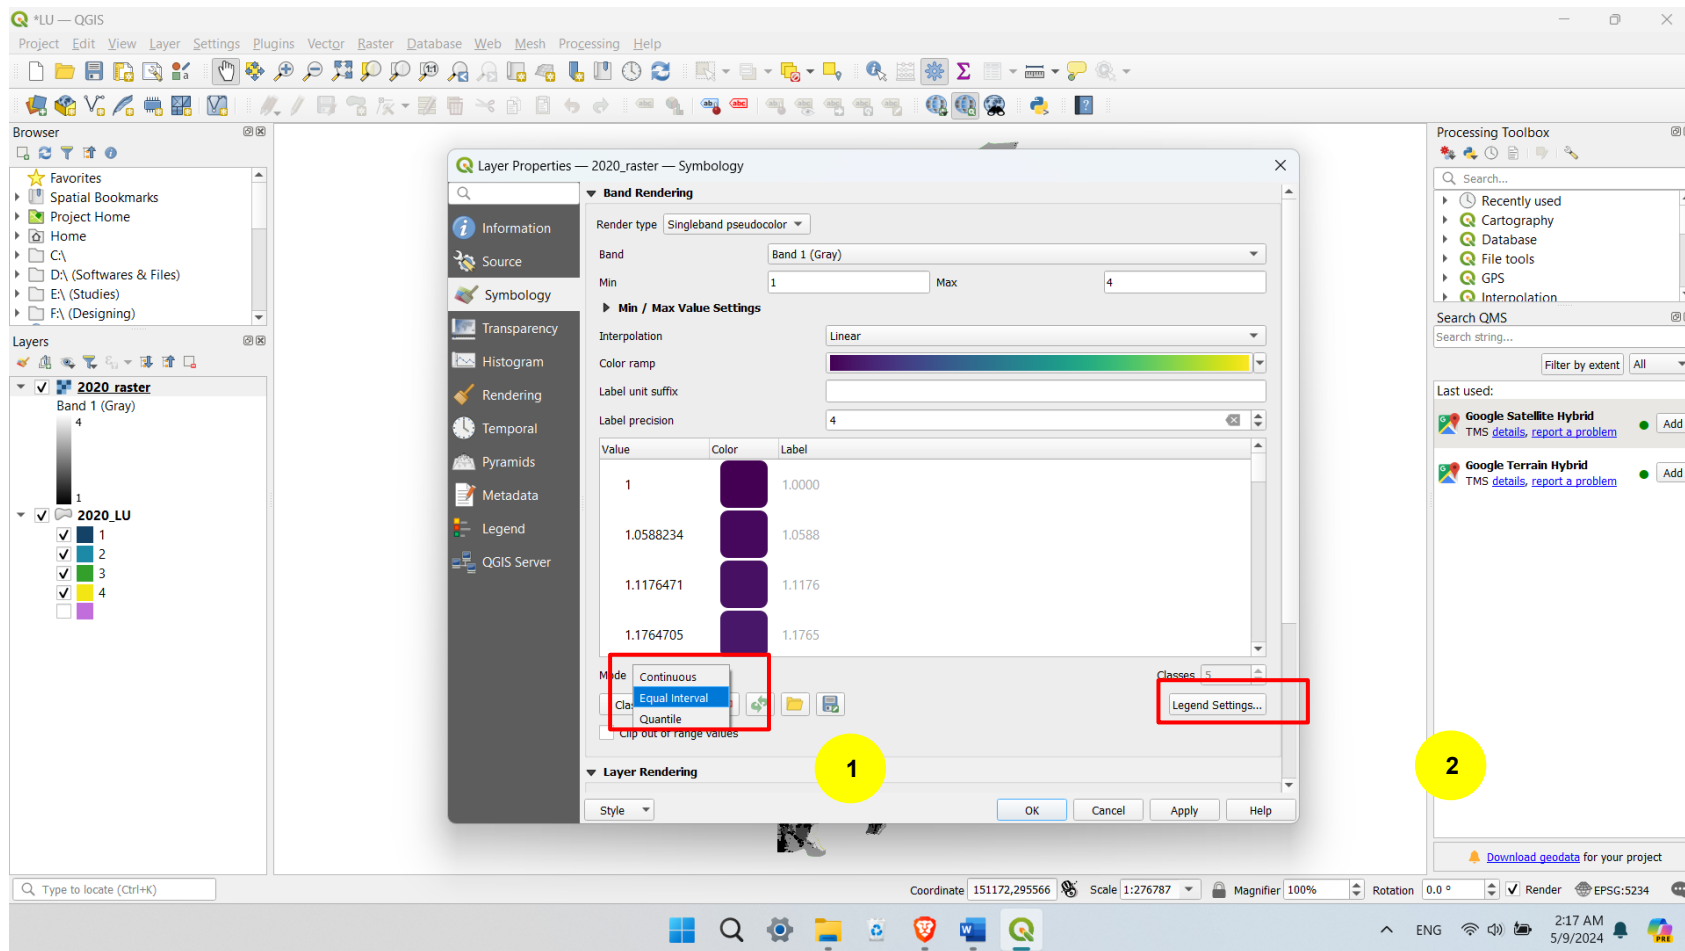 *LU — QGIS
Project Edit View Layer Settings Plugins Vector Raster Database Web Mesh Processing Help
Browser
Favorites
Spatial Bookmarks
Project Home
Home
C:\
D:\ (Softwares & Files)
E:\ (Studies)
F:\ (Designing)
Layers
2020_raster
Band 1 (Gray)
4
1
2020_LU
1
2
3
4
Layer Properties — 2020_raster — Symbology
Information
Source
Symbology
Transparency
Histogram
Rendering
Temporal
Pyramids
Metadata
Legend
QGIS Server
Band Rendering
Render type Singleband pseudocolor
Band Band 1 (Gray)
Min 1 Max 4
Min / Max Value Settings
Interpolation Linear
Color ramp
Label unit suffix
Label precision 4
Value Color Label
1 1.0000
1.0588234 1.0588
1.1176471 1.1176
1.1764705 1.1765
Mode Continuous Classes 5
Equal Interval
Quantile
Legend Settings...
Clip out of range values
1
2
Layer Rendering
Style OK Cancel Apply Help
Processing Toolbox
Search...
Recently used
Cartography
Database
File tools
GPS
Interpolation
Search QMS
Search string...
Filter by extent All
Last used:
Google Satellite Hybrid
TMS details, report a problem
Add
Google Terrain Hybrid
TMS details, report a problem
Add
Download geodata for your project
Type to locate (Ctrl+K) Coordinate 151172,295566 Scale 1:276787 Magnifier 100% Rotation 0.0 ° Render EPSG:5234
ENG 2:17 AM
5/9/2024
PRE